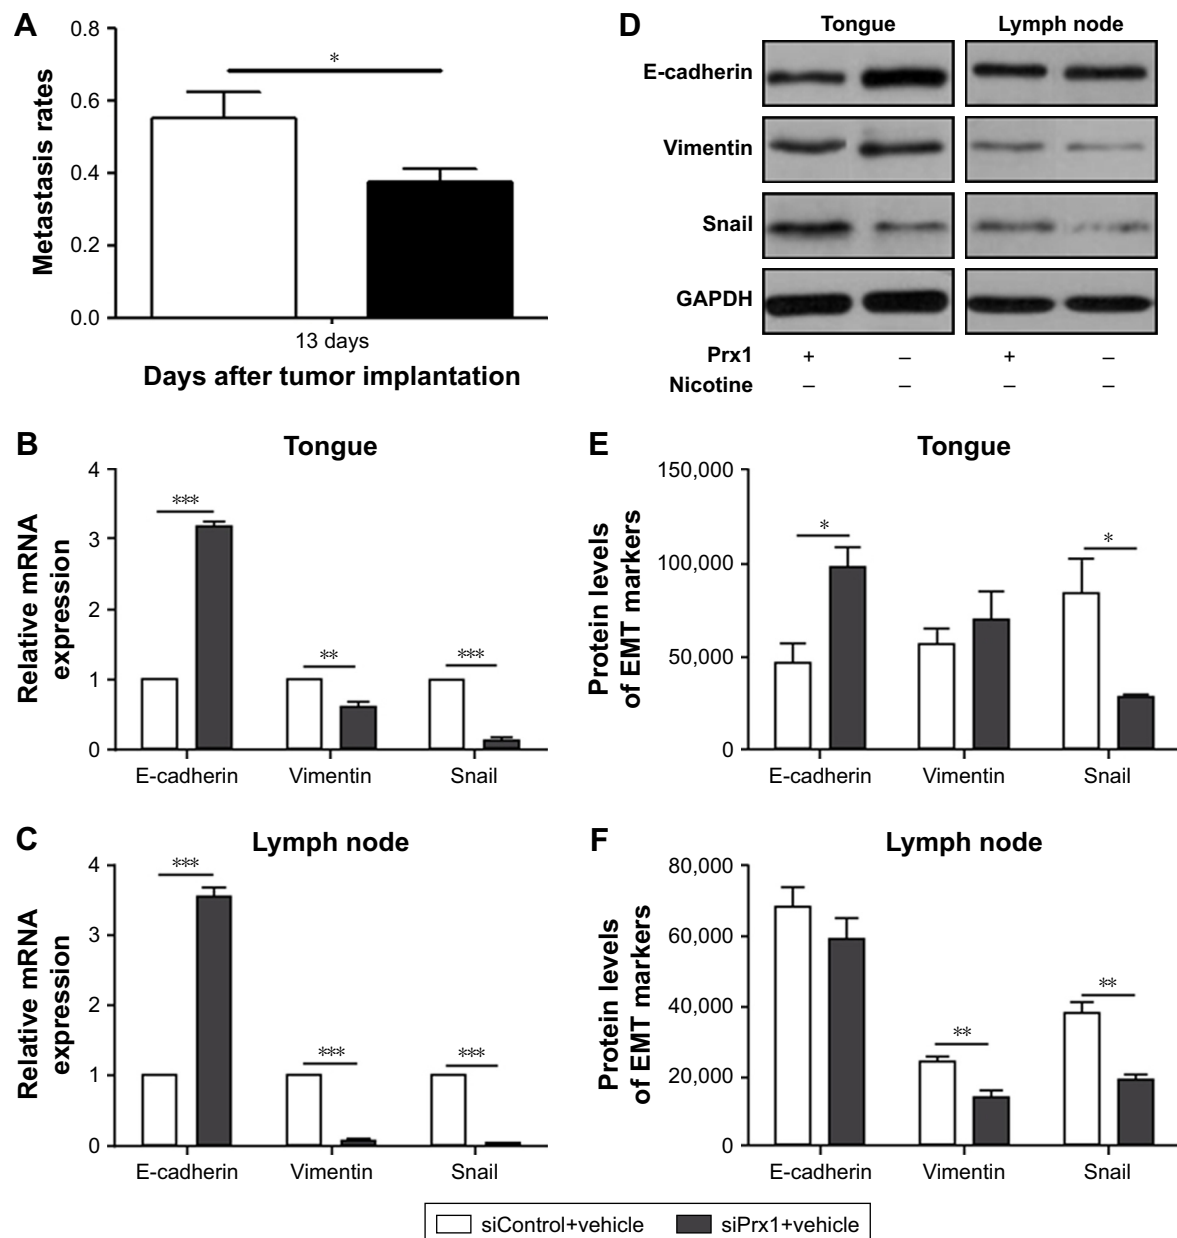 A
0.8
0.6
0.4
0.2
0.0
Metastasis rates
*
13 days
Days after tumor implantation
D
Tongue Lymph node
E-cadherin
Vimentin
Snail
GAPDH
Prx1 + – + –
Nicotine – – – –
B
Tongue
4
3
2
1
0
Relative mRNA
expression
*** ** ***
E-cadherin Vimentin Snail
E
Tongue
150,000
100,000
50,000
0
Protein levels
of EMT markers
* *
E-cadherin Vimentin Snail
C
Lymph node
4
3
2
1
0
Relative mRNA
expression
*** *** ***
E-cadherin Vimentin Snail
F
Lymph node
80,000
60,000
40,000
20,000
0
Protein levels
of EMT markers
** **
E-cadherin Vimentin Snail
siControl+vehicle siPrx1+vehicle